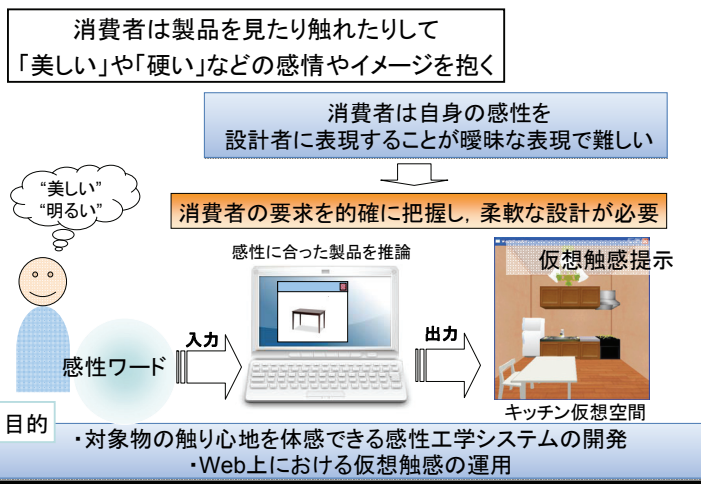 消費者は製品を見たり触れたりして
「美しい」や「硬い」などの感情やイメージを抱く
消費者は自身の感性を
設計者に表現することが曖昧な表現で難しい
“美しい”
“明るい”
消費者の要求を的確に把握し，柔軟な設計が必要
感性に合った製品を推論
仮想触感提示
感性ワード
入力
出力
キッチン仮想空間
目的
・対象物の触り心地を体感できる感性工学システムの開発
・Web上における仮想触感の運用